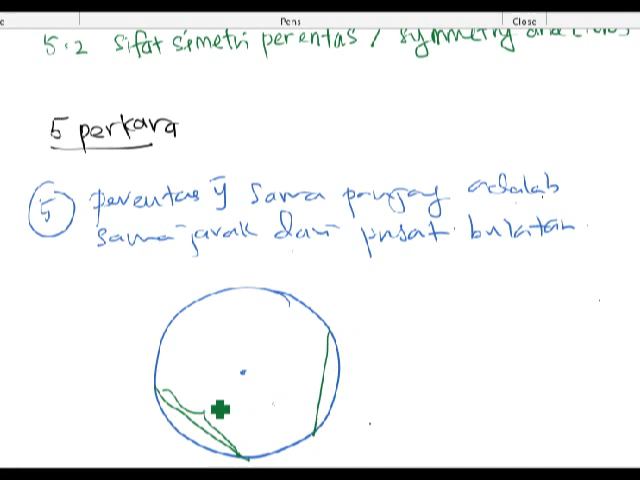 Pens Close
5.2 Sifat simetri perentas / symmetry
5 perkara
5 perentas yg sama panjang adalah
sama jarak dari pusat bulatan